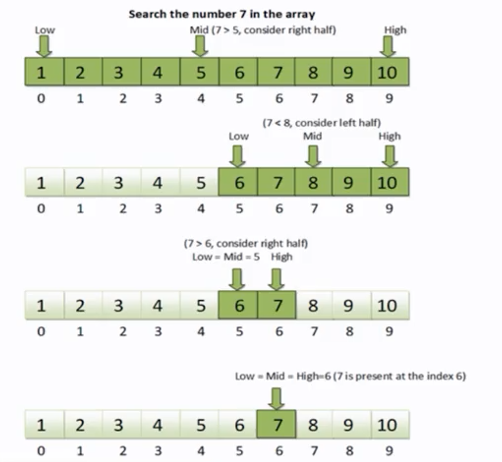 Search the number 7 in the array
Low Mid (7 > 5, consider right half) High
1 2 3 4 5 6 7 8 9 10
0 1 2 3 4 5 6 7 8 9
(7 < 8, consider left half)
Low Mid High
1 2 3 4 5 6 7 8 9 10
0 1 2 3 4 5 6 7 8 9
(7 > 6, consider right half)
Low = Mid = 5 High
1 2 3 4 5 6 7 8 9 10
0 1 2 3 4 5 6 7 8 9
Low = Mid = High=6 (7 is present at the index 6)
1 2 3 4 5 6 7 8 9 10
0 1 2 3 4 5 6 7 8 9